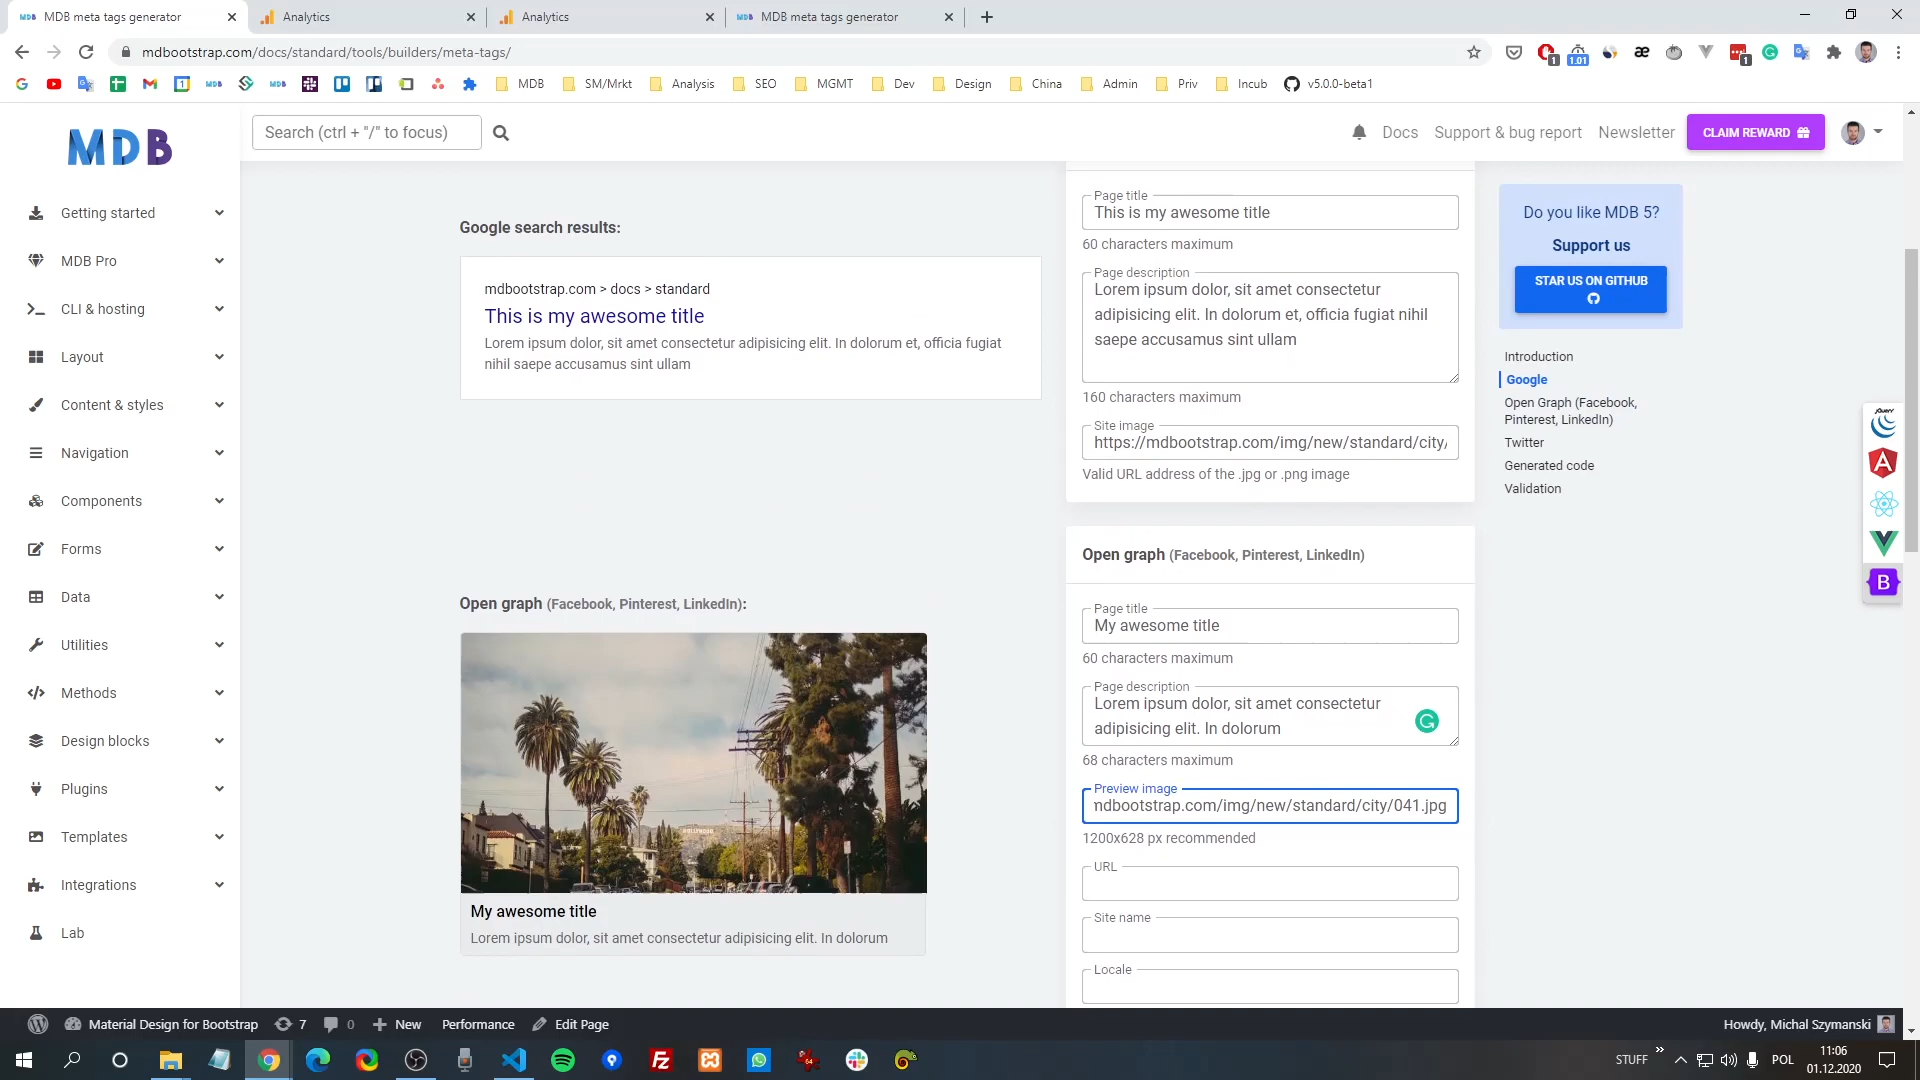 MDB meta tags generator
Analytics
Analytics
MDB meta tags generator
mdbootstrap.com/docs/standard/tools/builders/meta-tags/
MDB
SM/Mrkt
Analysis
SEO
MGMT
Dev
Design
China
Admin
Priv
Incub
v5.0.0-beta1
MDB
Search (ctrl + "/" to focus)
Docs
Support & bug report
Newsletter
CLAIM REWARD
Getting started
MDB Pro
CLI & hosting
Layout
Content & styles
Navigation
Components
Forms
Data
Utilities
Methods
Design blocks
Plugins
Templates
Integrations
Lab
Google search results:
mdbootstrap.com > docs > standard
This is my awesome title
Lorem ipsum dolor, sit amet consectetur adipisicing elit. In dolorum et, officia fugiat
nihil saepe accusamus sint ullam
Open graph (Facebook, Pinterest, LinkedIn):
My awesome title
Lorem ipsum dolor, sit amet consectetur adipisicing elit. In dolorum
Page title
This is my awesome title
60 characters maximum
Page description
Lorem ipsum dolor, sit amet consectetur
adipisicing elit. In dolorum et, officia fugiat nihil
saepe accusamus sint ullam
160 characters maximum
Site image
https://mdbootstrap.com/img/new/standard/city/
Valid URL address of the .jpg or .png image
Open graph (Facebook, Pinterest, LinkedIn)
Page title
My awesome title
60 characters maximum
Page description
Lorem ipsum dolor, sit amet consectetur
adipisicing elit. In dolorum
68 characters maximum
Preview image
ndbootstrap.com/img/new/standard/city/041.jpg
1200x628 px recommended
URL
Site name
Locale
Do you like MDB 5?
Support us
STAR US ON GITHUB
Introduction
Google
Open Graph (Facebook,
Pinterest, LinkedIn)
Twitter
Generated code
Validation
Material Design for Bootstrap
7
0
New
Performance
Edit Page
Howdy, Michal Szymanski
STUFF
POL
11:06
01.12.2020